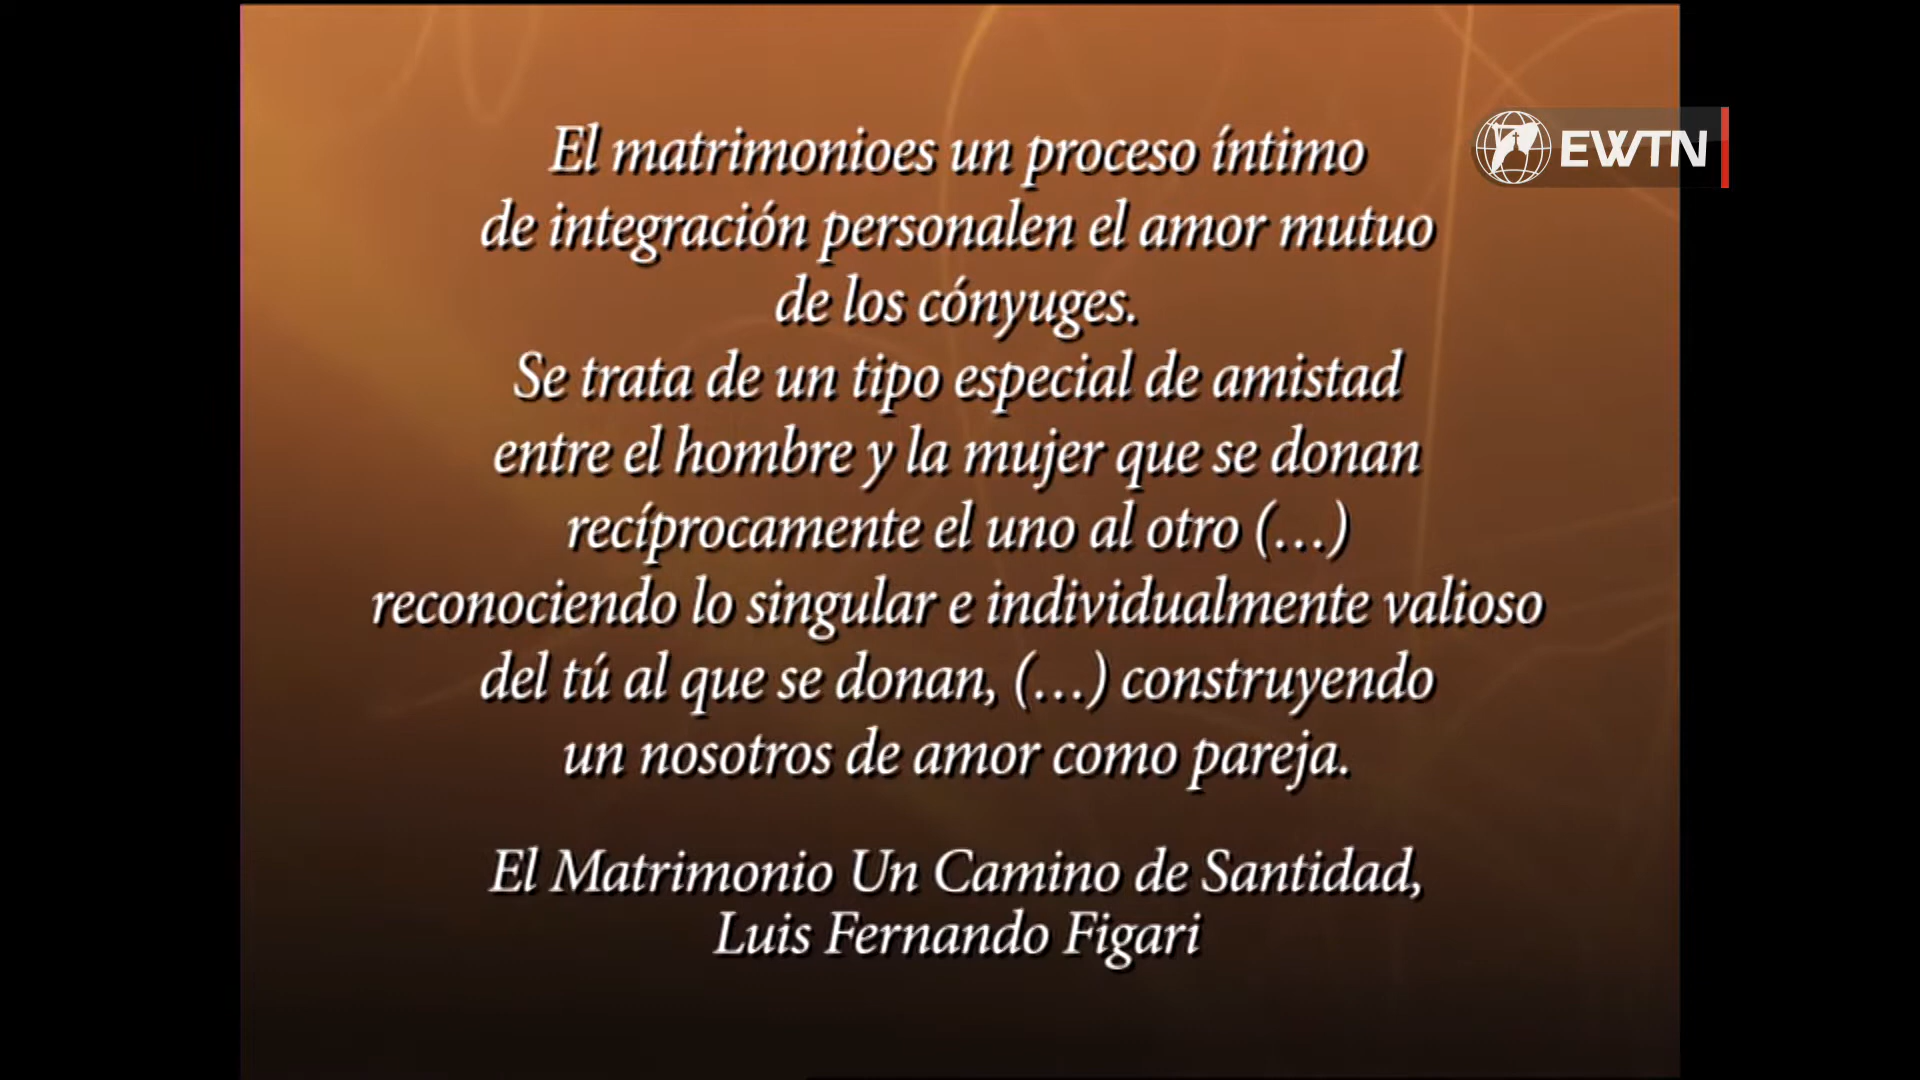 El matrimonioes un proceso íntimo
de integración personalen el amor mutuo
de los cónyuges.
Se trata de un tipo especial de amistad
entre el hombre y la mujer que se donan
recíprocamente el uno al otro (…)
reconociendo lo singular e individualmente valioso
del tú al que se donan, (…) construyendo
un nosotros de amor como pareja.
El Matrimonio Un Camino de Santidad,
Luis Fernando Figari
EWTN